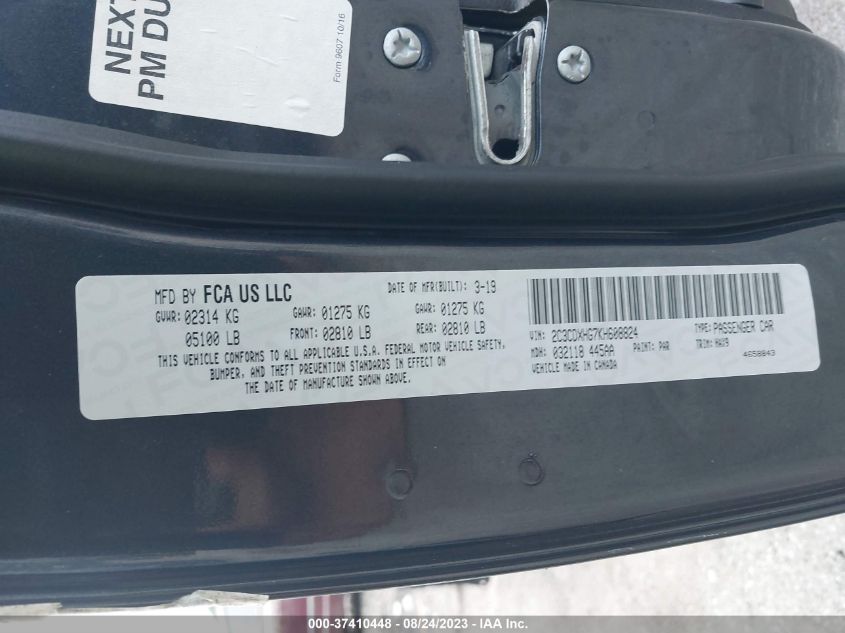 NEXT
PM DU
Form 9607 10/16
MFD BY FCA US LLC
DATE OF MFR(BUILT): 3-19
GVWR: 02314 KG
GAWR: 01275 KG
GAWR: 01275 KG
05100 LB
FRONT: 02810 LB
REAR: 02810 LB
THIS VEHICLE CONFORMS TO ALL APPLICABLE U.S.A. FEDERAL MOTOR VEHICLE SAFETY,
BUMPER, AND THEFT PREVENTION STANDARDS IN EFFECT ON
THE DATE OF MANUFACTURE SHOWN ABOVE.
VIN: 2C3CDXHG7KH608824
TYPE: PASSENGER CAR
MDH: 032118 445AA
PAINT: PAR
TRIM: HAX9
VEHICLE MADE IN CANADA
4658843
000-37410448 - 08/24/2023 - IAA Inc.